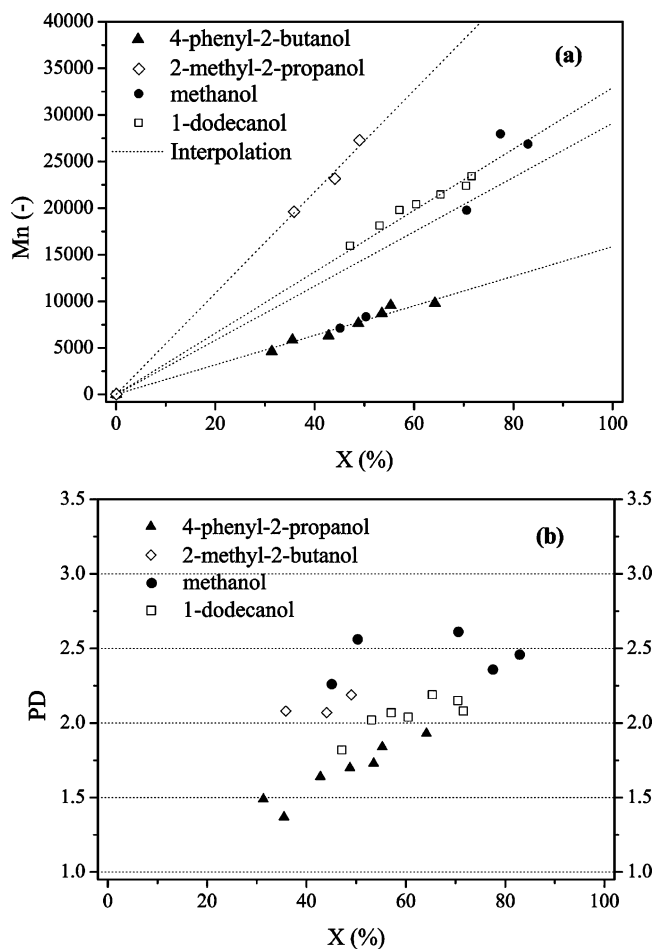 (a)
4-phenyl-2-butanol
2-methyl-2-propanol
methanol
1-dodecanol
Interpolation
40000
35000
30000
25000
20000
15000
10000
5000
0
Mn (-)
0 20 40 60 80 100
X (%)
(b)
4-phenyl-2-propanol
2-methyl-2-butanol
methanol
1-dodecanol
3.5 3.5
3.0 3.0
2.5 2.5
2.0 2.0
1.5 1.5
1.0 1.0
PD
0 20 40 60 80 100
X (%)